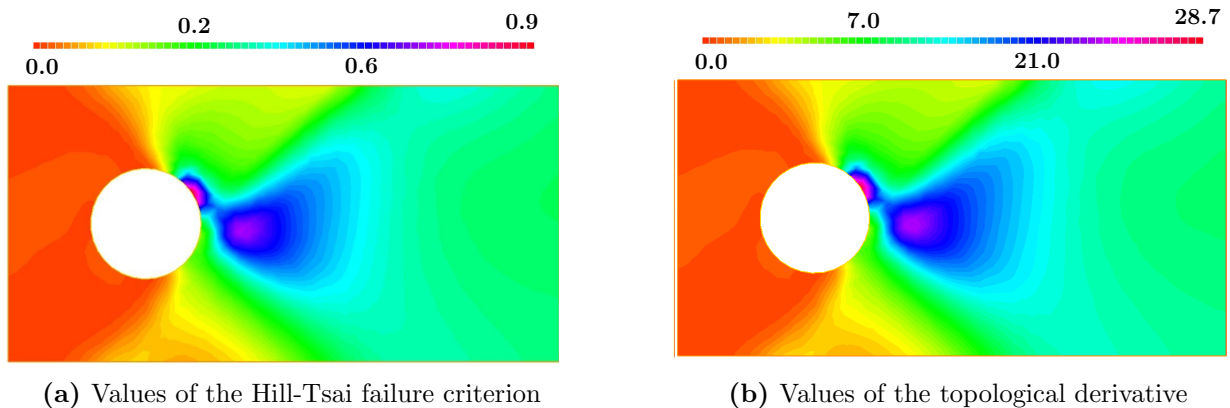 0.2 0.9
0.0 0.6
7.0 28.7
0.0 21.0
(a) Values of the Hill-Tsai failure criterion
(b) Values of the topological derivative